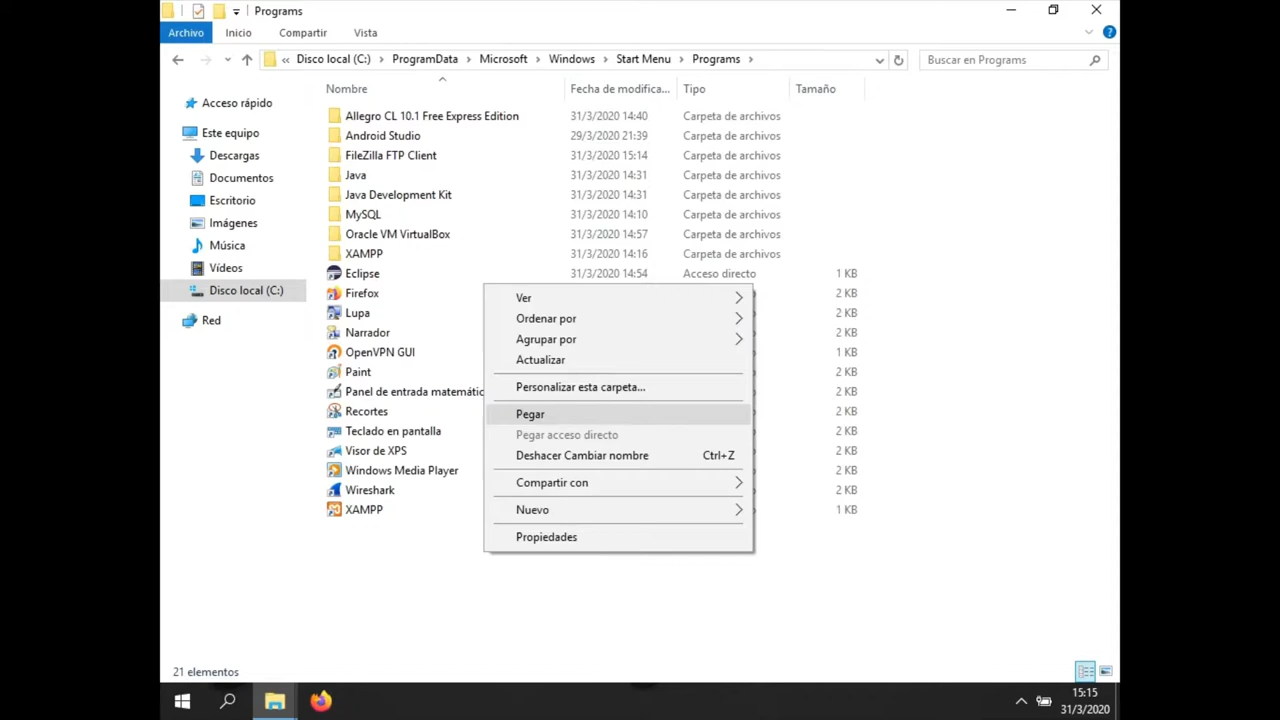 Programs
Archivo Inicio Compartir Vista
« Disco local (C:) > ProgramData > Microsoft > Windows > Start Menu > Programs >
Buscar en Programs
Acceso rápido
Este equipo
Descargas
Documentos
Escritorio
Imágenes
Música
Vídeos
Disco local (C:)
Red
Nombre Fecha de modifica... Tipo Tamaño
Allegro CL 10.1 Free Express Edition 31/3/2020 14:40 Carpeta de archivos
Android Studio 29/3/2020 21:39 Carpeta de archivos
FileZilla FTP Client 31/3/2020 15:14 Carpeta de archivos
Java 31/3/2020 14:31 Carpeta de archivos
Java Development Kit 31/3/2020 14:31 Carpeta de archivos
MySQL 31/3/2020 14:10 Carpeta de archivos
Oracle VM VirtualBox 31/3/2020 14:57 Carpeta de archivos
XAMPP 31/3/2020 14:16 Carpeta de archivos
Eclipse 31/3/2020 14:54 Acceso directo 1 KB
Firefox 2 KB
Lupa 2 KB
Narrador 2 KB
OpenVPN GUI 1 KB
Paint 2 KB
Panel de entrada matemátic 2 KB
Recortes 2 KB
Teclado en pantalla 2 KB
Visor de XPS 2 KB
Windows Media Player 2 KB
Wireshark 2 KB
XAMPP 1 KB
Ver
Ordenar por
Agrupar por
Actualizar
Personalizar esta carpeta...
Pegar
Pegar acceso directo
Deshacer Cambiar nombre Ctrl+Z
Compartir con
Nuevo
Propiedades
21 elementos
15:15
31/3/2020